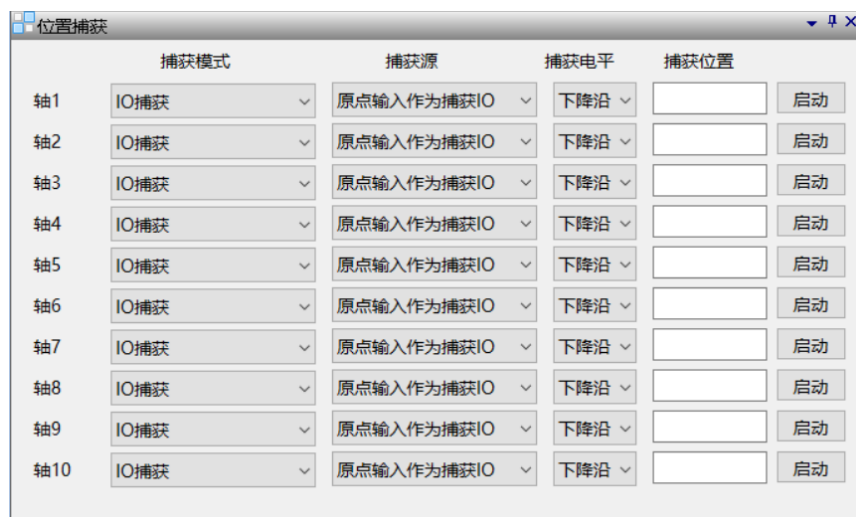 位置捕获
捕获模式 捕获源 捕获电平 捕获位置
轴1 IO捕获 原点输入作为捕获IO 下降沿 启动
轴2 IO捕获 原点输入作为捕获IO 下降沿 启动
轴3 IO捕获 原点输入作为捕获IO 下降沿 启动
轴4 IO捕获 原点输入作为捕获IO 下降沿 启动
轴5 IO捕获 原点输入作为捕获IO 下降沿 启动
轴6 IO捕获 原点输入作为捕获IO 下降沿 启动
轴7 IO捕获 原点输入作为捕获IO 下降沿 启动
轴8 IO捕获 原点输入作为捕获IO 下降沿 启动
轴9 IO捕获 原点输入作为捕获IO 下降沿 启动
轴10 IO捕获 原点输入作为捕获IO 下降沿 启动